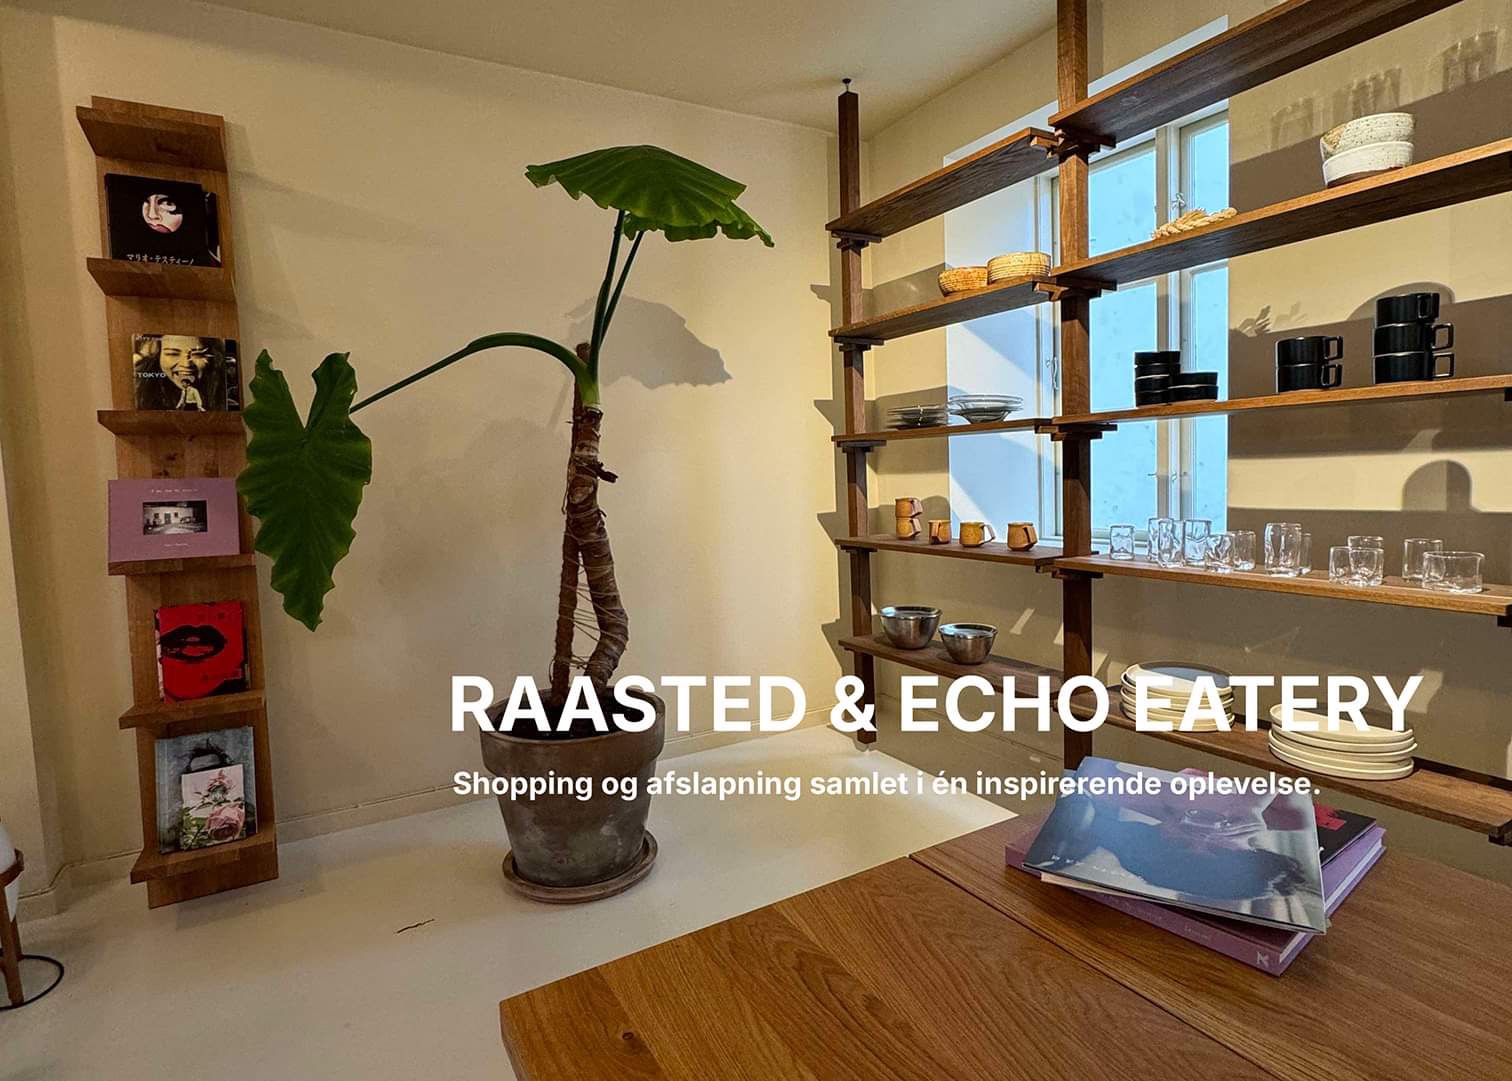 マリオ・テスティーノ
TOKYO
RAASTED & ECHO EATERY
Shopping og afslapning samlet i én inspirerende oplevelse.